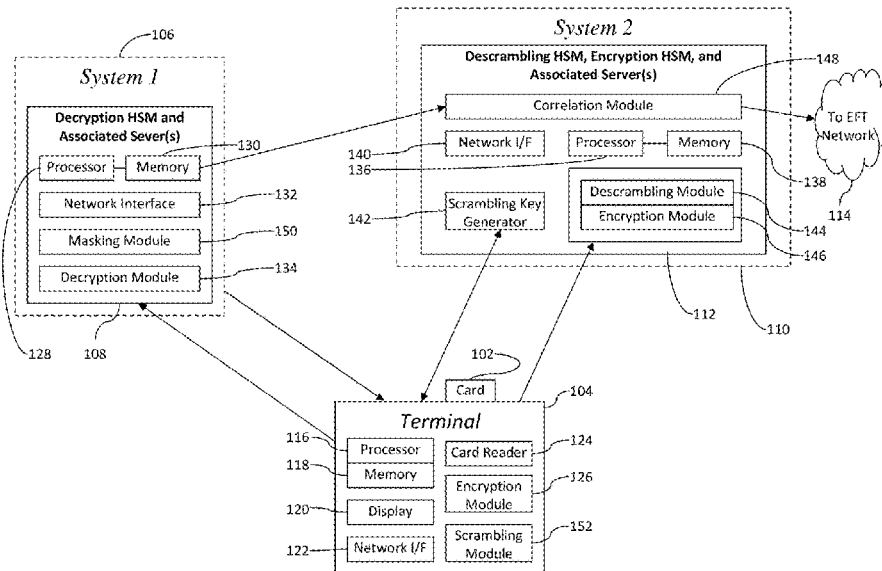 106
System 1
Decryption HSM and
Associated Sever(s)
130
Processor
Memory
Network Interface
132
Masking Module
150
Decryption Module
134
128
108
System 2
Descrambling HSM, Encryption HSM, and
Associated Server(s)
148
Correlation Module
To EFT
Network
114
140
Network I/F
136
Processor
Memory
138
142
Scrambling Key
Generator
Descrambling Module
Encryption Module
144
146
112
110
102
Card
104
Terminal
116
Processor
118
Memory
120
Display
122
Network I/F
Card Reader
124
Encryption
Module
126
Scrambling
Module
152